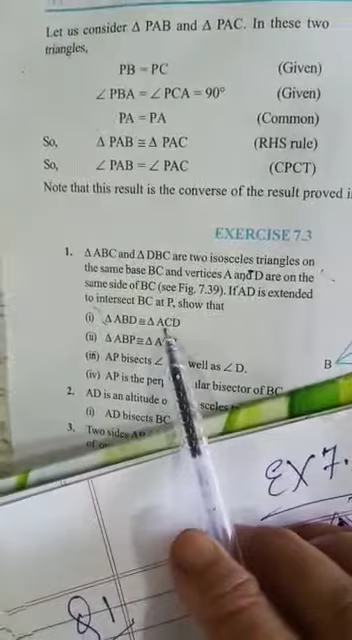 Let us consider Δ PAB and Δ PAC. In these two
triangles,
PB = PC (Given)
∠ PBA = ∠ PCA = 90° (Given)
PA = PA (Common)
So, Δ PAB ≅ Δ PAC (RHS rule)
So, ∠ PAB = ∠ PAC (CPCT)
Note that this result is the converse of the result proved
EXERCISE 7.3
1. Δ ABC and Δ DBC are two isosceles triangles on
the same base BC and vertices A and D are on the
same side of BC (see Fig. 7.39). If AD is extended
to intersect BC at P, show that
(i) Δ ABD ≅ Δ ACD
(ii) Δ ABP ≅ Δ
(iii) AP bisects ∠ well as ∠ D.
(iv) AP is the bisector of BC
B
2. AD is an altitude
(i) AD bisects BC
3. Two sides
EX 7.
Q1